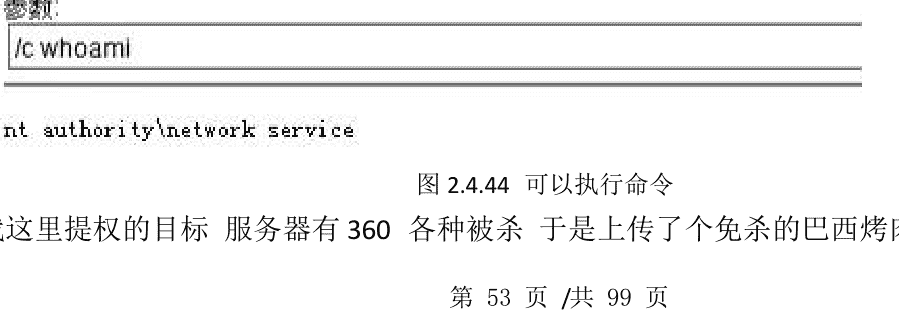 参数:
/c whoami
nt authority\network service
图 2.4.44 可以执行命令
这里提权的目标 服务器有 360 各种被杀 于是上传了个免杀的巴西烤
第 53 页 /共 99 页